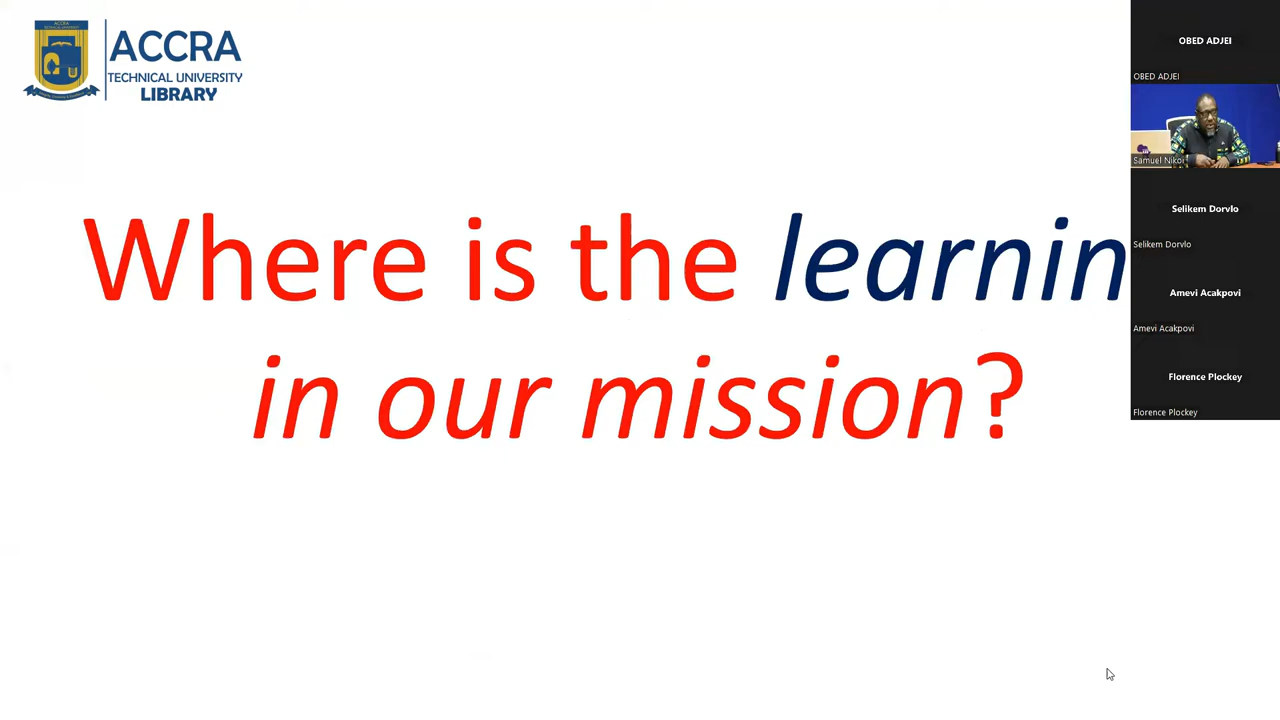 ACCRA
TECHNICAL UNIVERSITY
LIBRARY
Where is the learnin
in our mission?
OBED ADJEI
OBED ADJEI
Samuel Nikoi
Selikem Dorvlo
Selikem Dorvlo
Amevi Acakpovi
Amevi Acakpovi
Florence Plockey
Florence Plockey